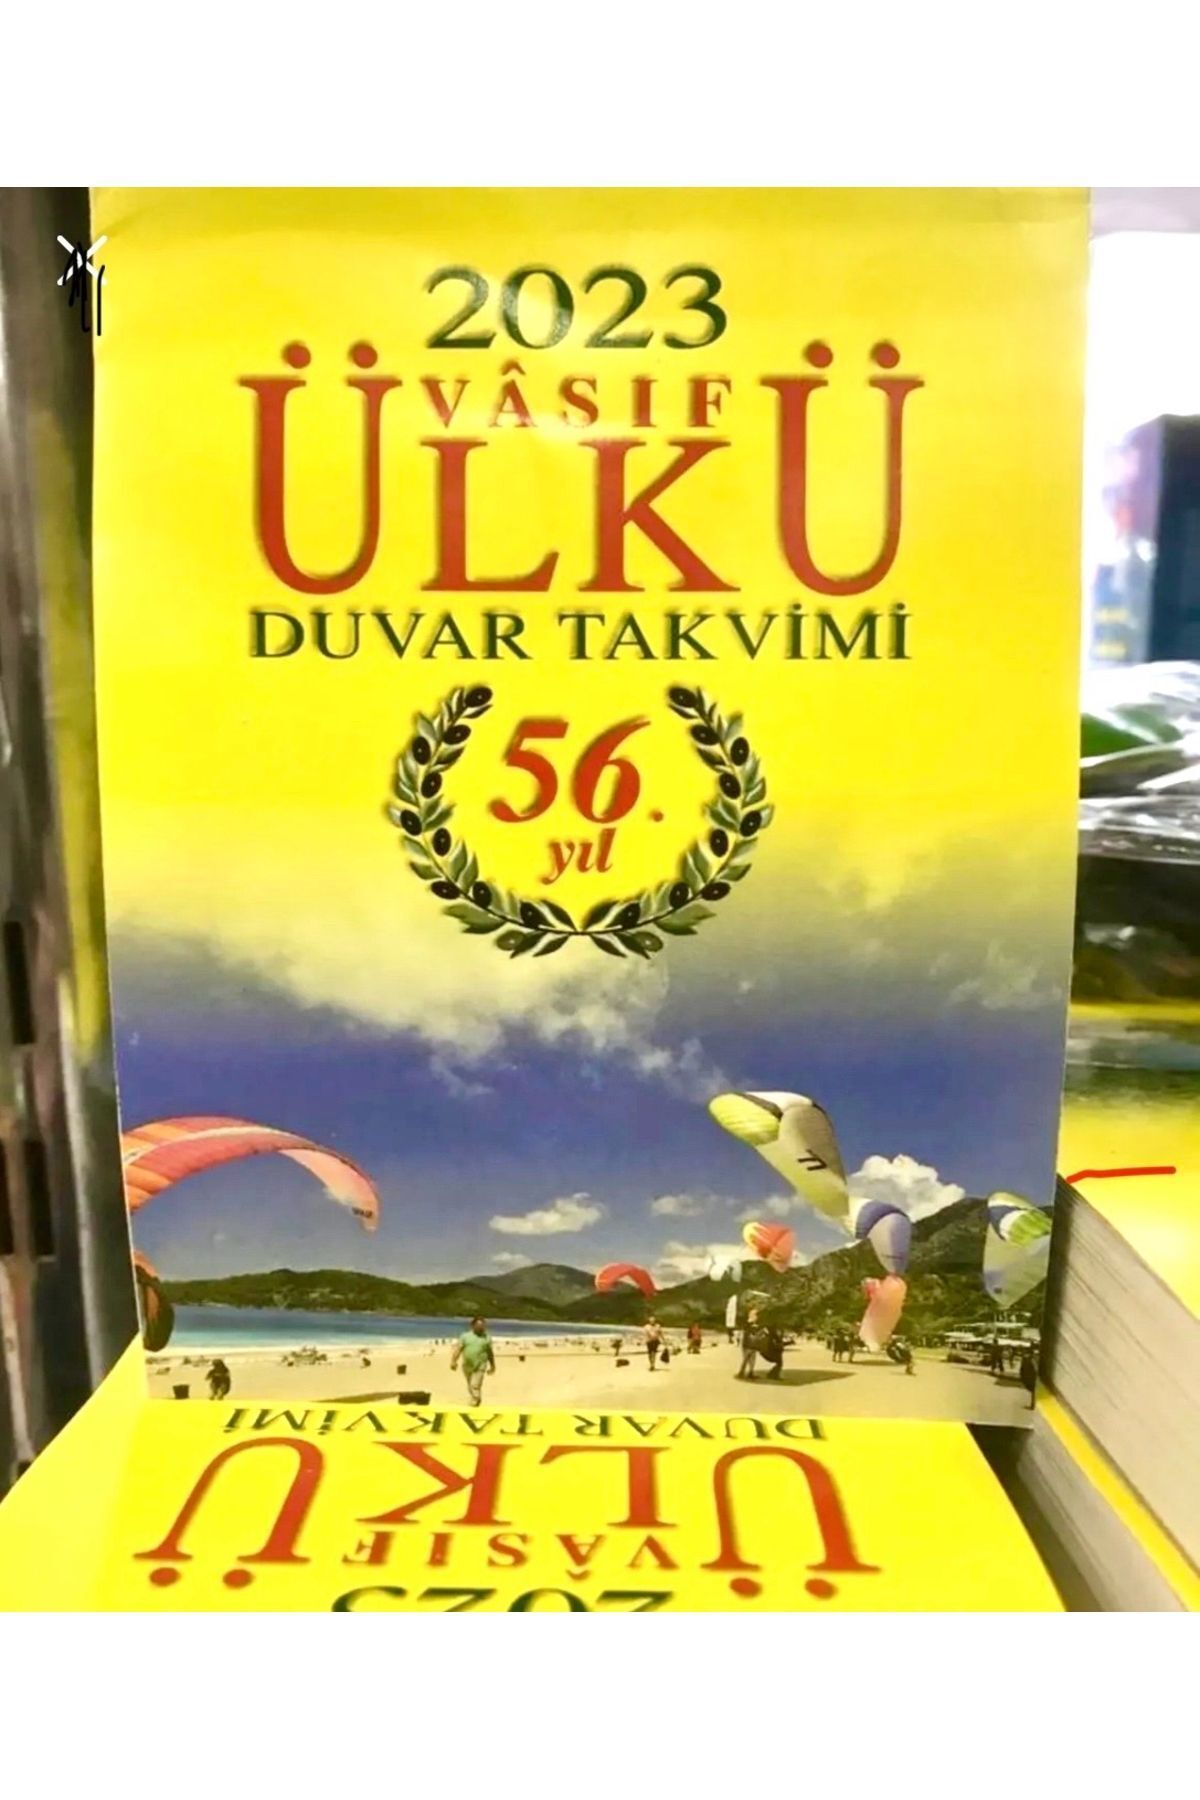 2023
VÂSIF
ÜLKÜ
DUVAR TAKVİMİ
56.
yıl
DUVAR TAKVİMİ
ÜLKÜ
VÂSIF
2023